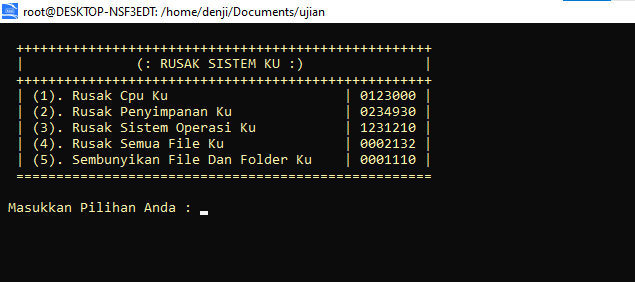 root@DESKTOP-NSF3EDT: /home/denji/Documents/ujian
++++++++++++++++++++++++++++++++++++++++++++++++++++
| (: RUSAK SISTEM KU :) |
++++++++++++++++++++++++++++++++++++++++++++++++++++
| (1). Rusak Cpu Ku | 0123000 |
| (2). Rusak Penyimpanan Ku | 0234930 |
| (3). Rusak Sistem Operasi Ku | 1231210 |
| (4). Rusak Semua File Ku | 0002132 |
| (5). Sembunyikan File Dan Folder Ku | 0001110 |
====================================================
Masukkan Pilihan Anda : _